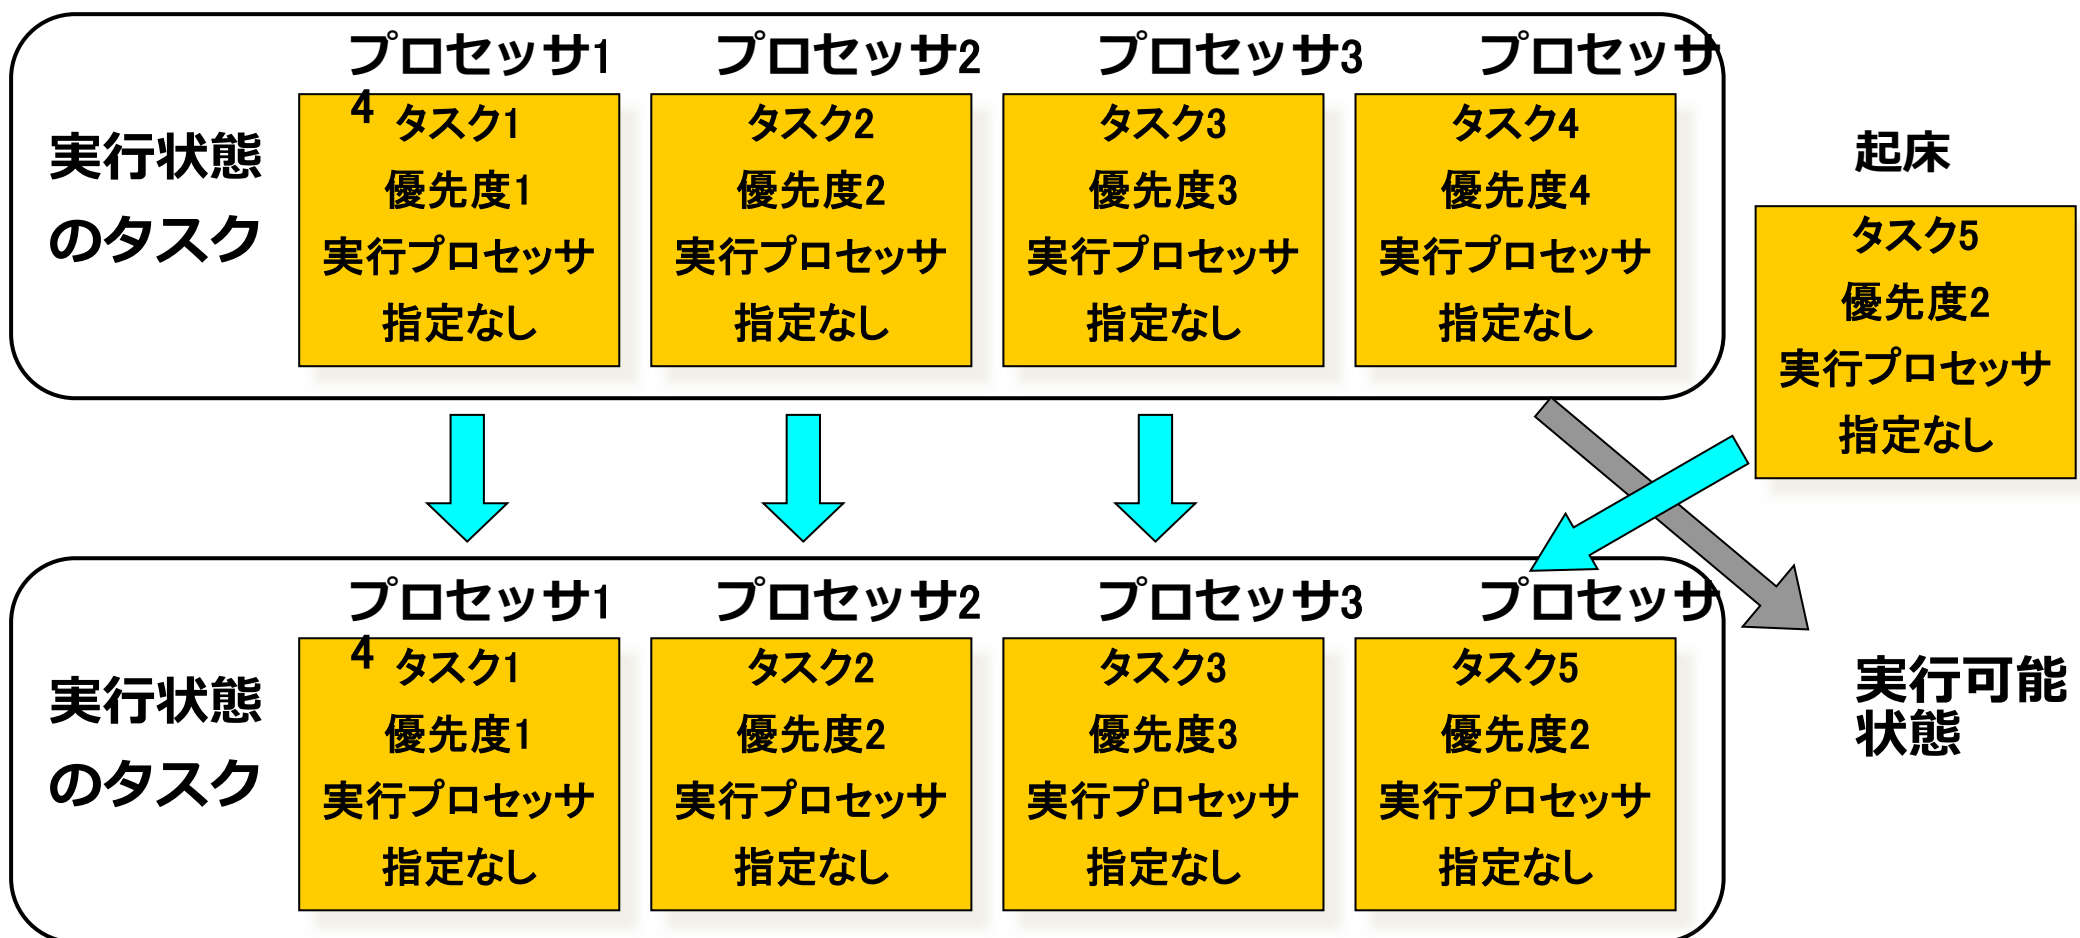 プロセッサ1 プロセッサ2 プロセッサ3 プロセッサ
4
実行状態
のタスク
タスク1
優先度1
実行プロセッサ
指定なし
タスク2
優先度2
実行プロセッサ
指定なし
タスク3
優先度3
実行プロセッサ
指定なし
タスク4
優先度4
実行プロセッサ
指定なし
起床
タスク5
優先度2
実行プロセッサ
指定なし
プロセッサ1 プロセッサ2 プロセッサ3 プロセッサ
4
実行状態
のタスク
タスク1
優先度1
実行プロセッサ
指定なし
タスク2
優先度2
実行プロセッサ
指定なし
タスク3
優先度3
実行プロセッサ
指定なし
タスク5
優先度2
実行プロセッサ
指定なし
実行可能
状態